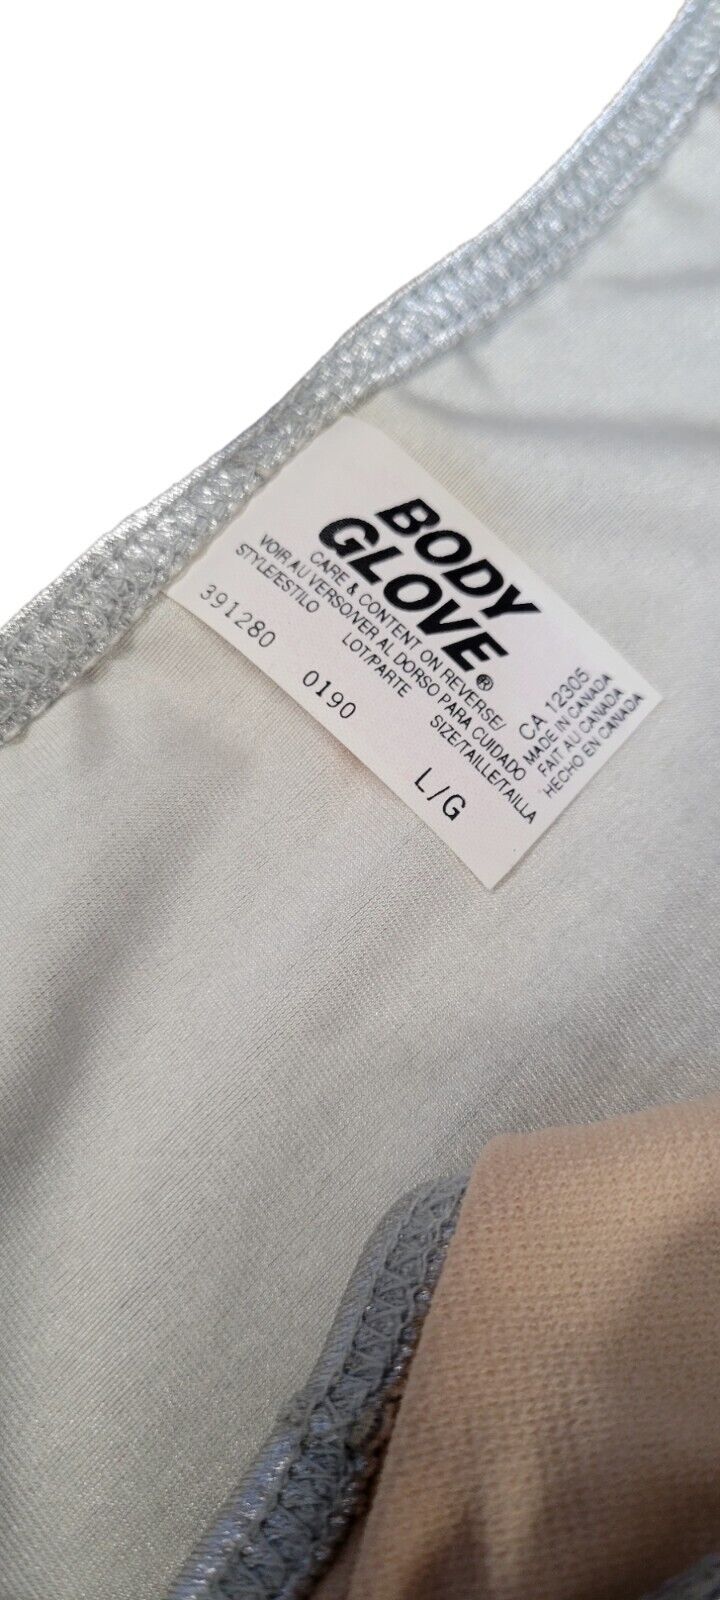 BODY
GLOVE®
CARE & CONTENT ON REVERSE/
VOIR AU VERSO/VER AL DORSO PARA CUIDADO
STYLE/ESTILO LOT/PARTE SIZE/TAILLE/TAILLA
391280 0190 L/G
CA 12305
MADE IN CANADA
FAIT AU CANADA
HECHO EN CANADA